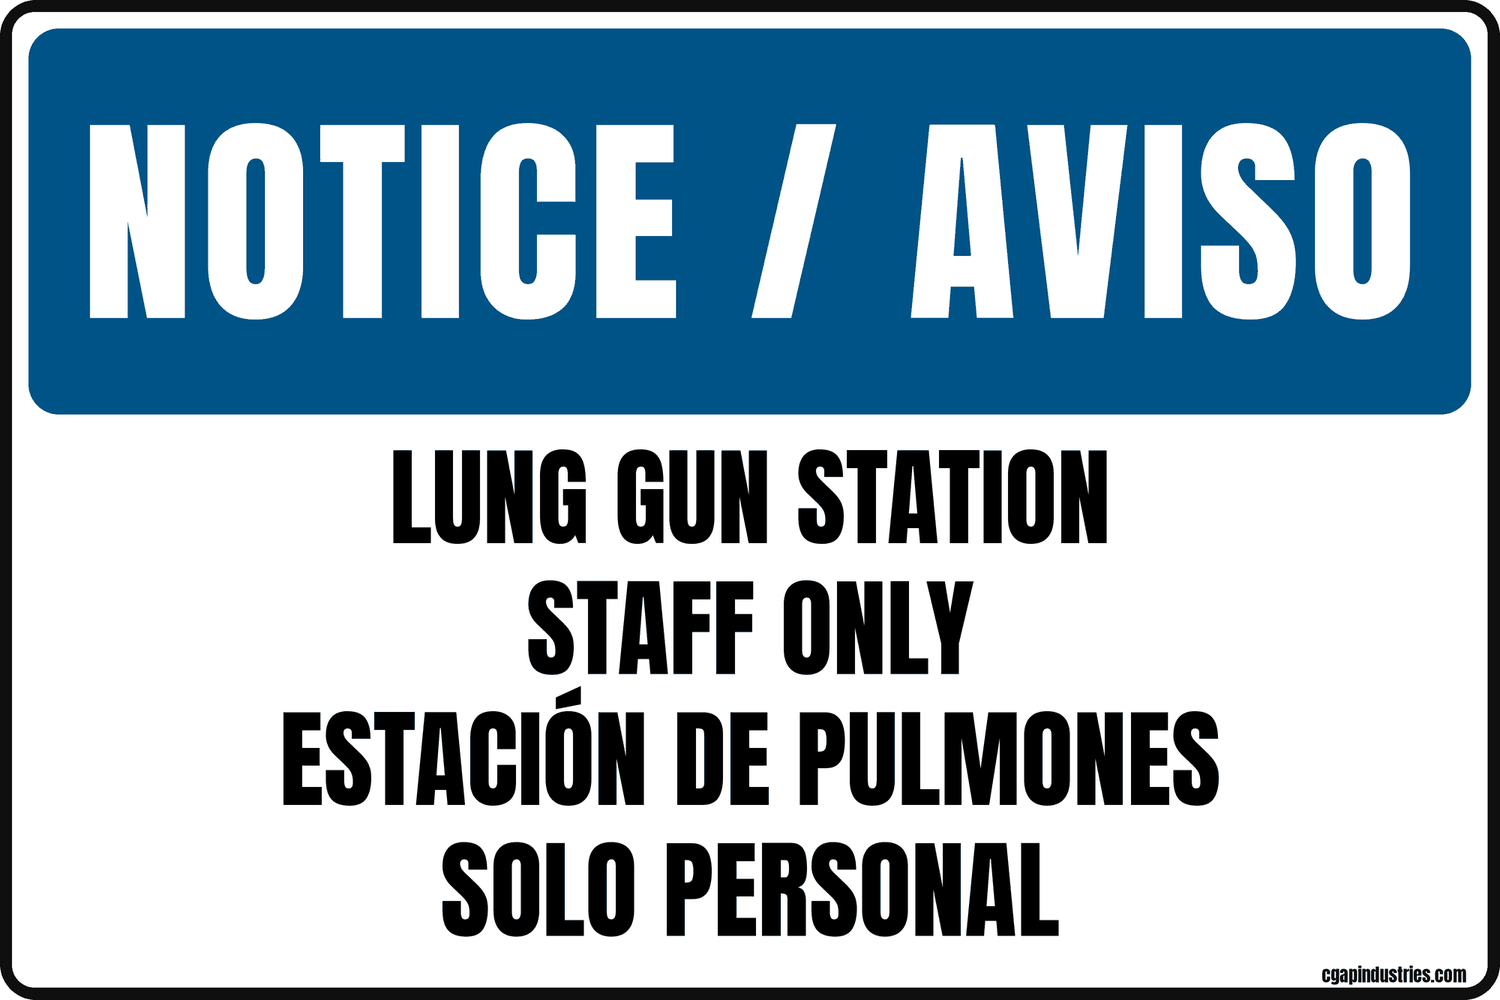 NOTICE / AVISO
LUNG GUN STATION
STAFF ONLY
ESTACIÓN DE PULMONES
SOLO PERSONAL
cgapindustries.com